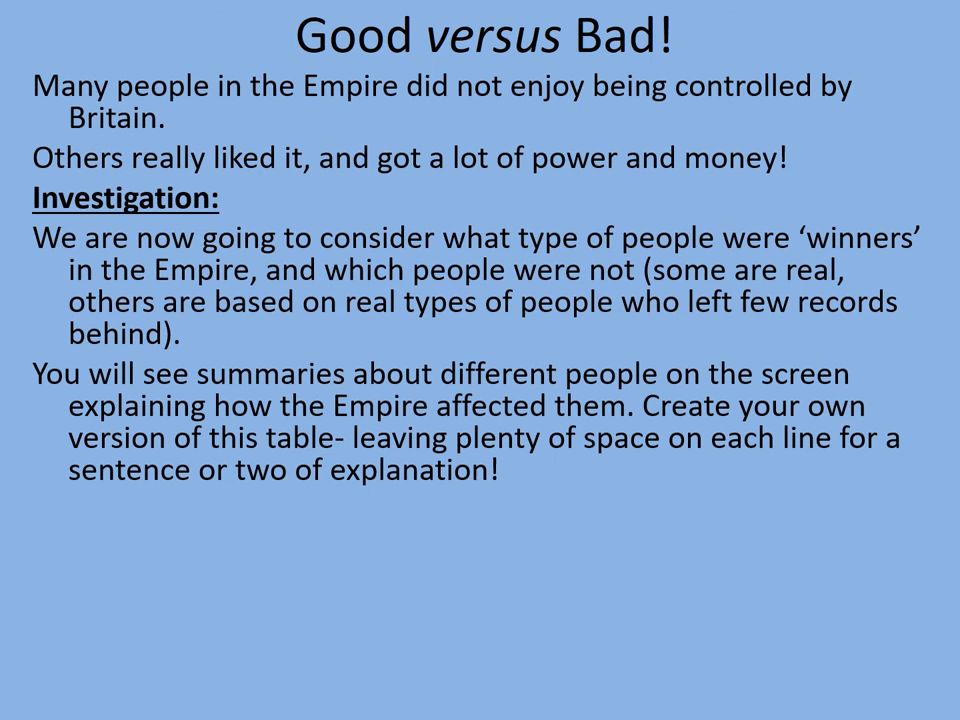 Good versus Bad!
Many people in the Empire did not enjoy being controlled by
Britain.
Others really liked it, and got a lot of power and money!
Investigation:
We are now going to consider what type of people were ‘winners’
in the Empire, and which people were not (some are real,
others are based on real types of people who left few records
behind).
You will see summaries about different people on the screen
explaining how the Empire affected them. Create your own
version of this table- leaving plenty of space on each line for a
sentence or two of explanation!